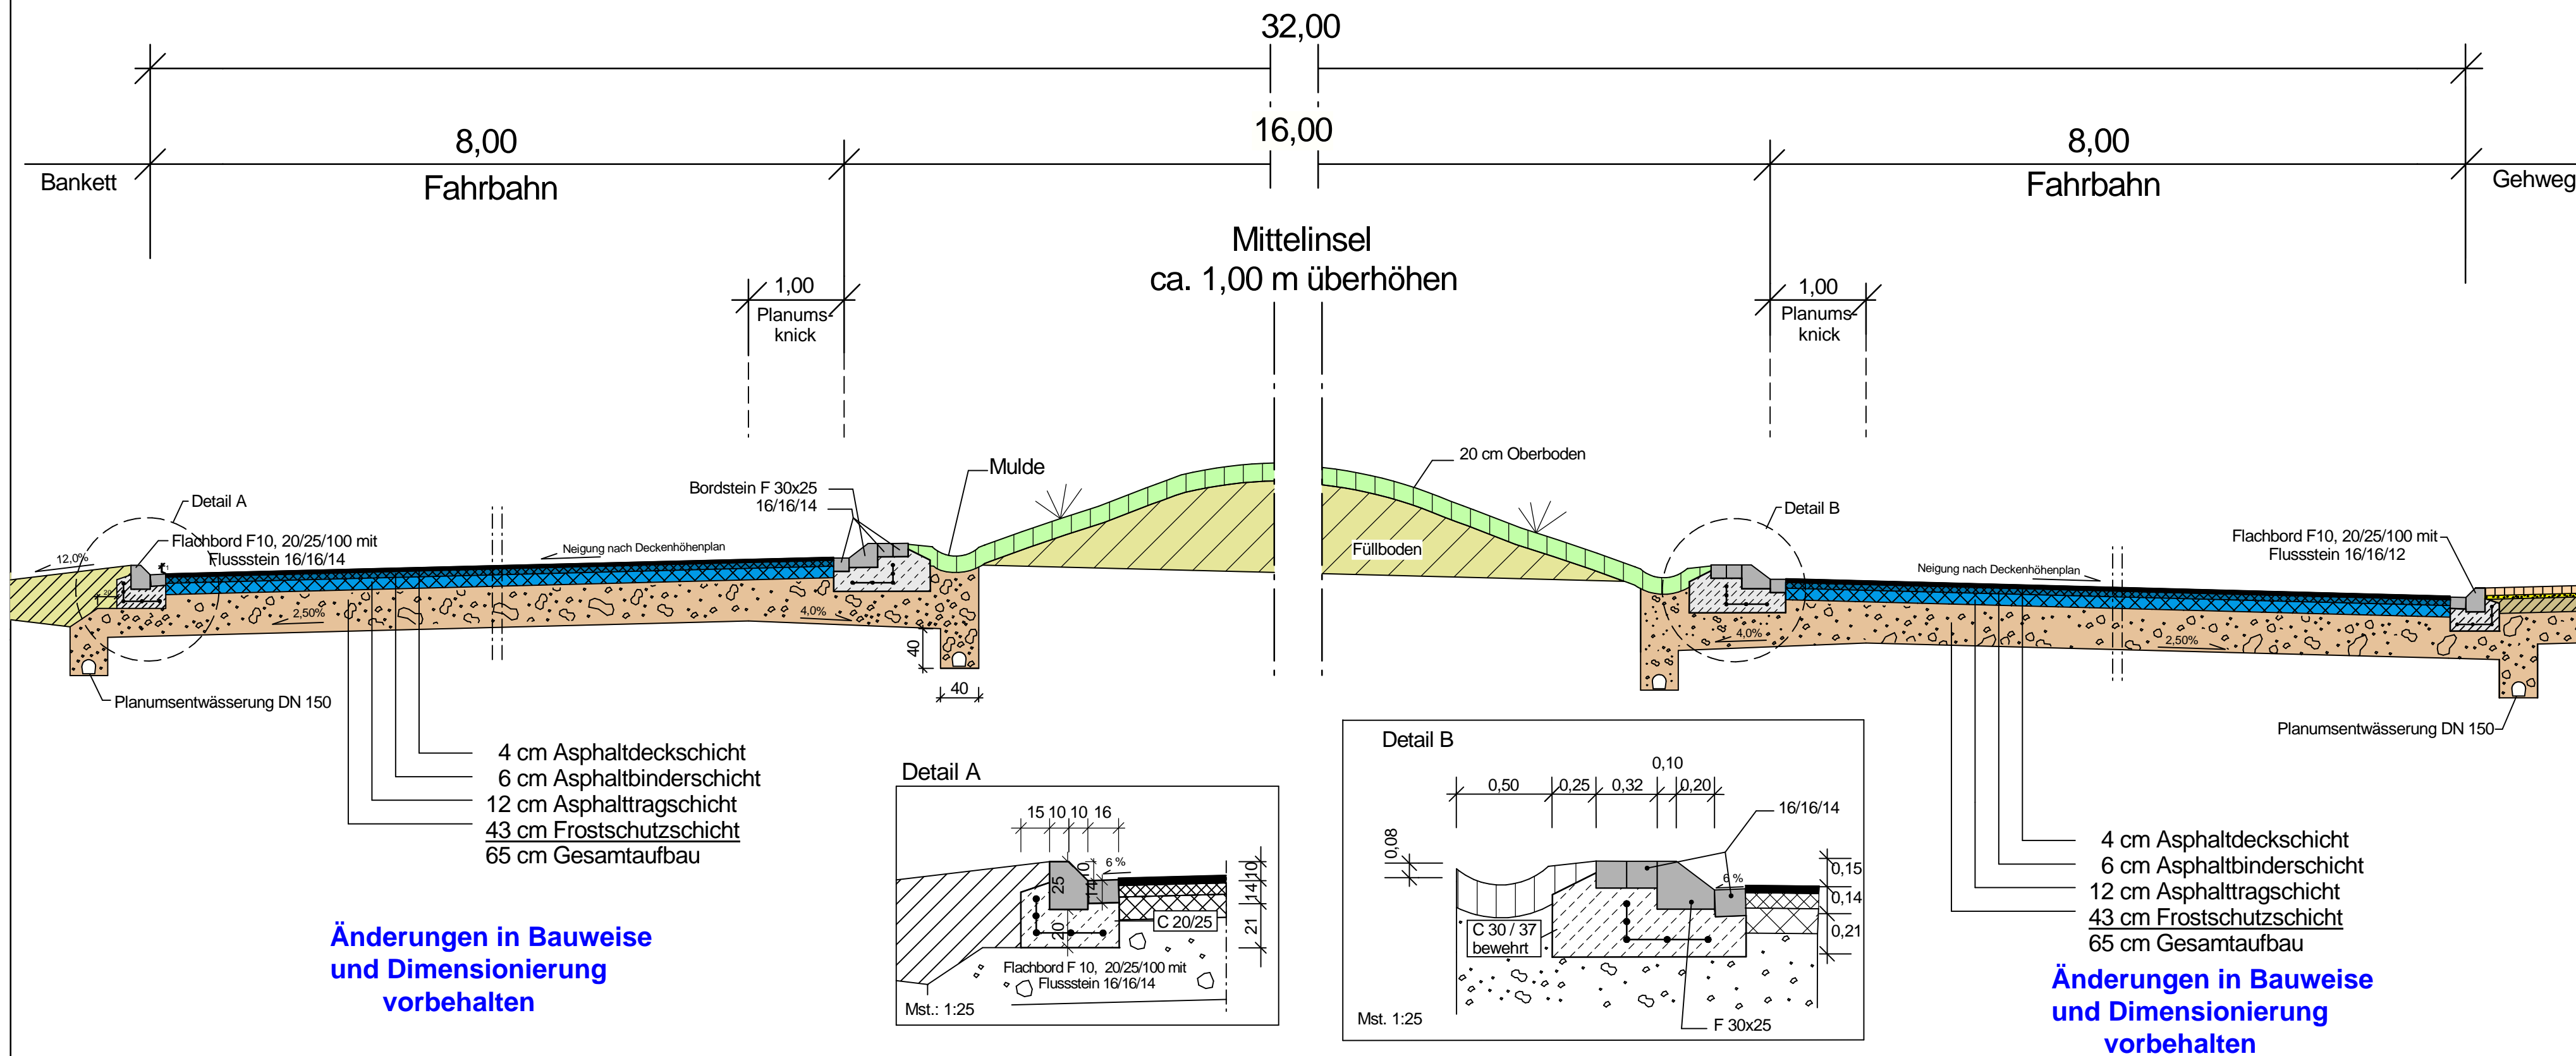 32,00
8,00
16,00
8,00
Bankett
Fahrbahn
Fahrbahn
Gehweg
Mittelinsel
ca. 1,00 m überhöhen
1,00
Planums-
knick
1,00
Planums-
knick
Detail A
Flachbord F10, 20/25/100 mit
Flussstein 16/16/14
12,0%
20
Neigung nach Deckenhöhenplan
2,50%
4,0%
Bordstein F 30x25
16/16/14
Mulde
20 cm Oberboden
Füllboden
Detail B
Neigung nach Deckenhöhenplan
Flachbord F10, 20/25/100 mit
Flussstein 16/16/12
4,0%
2,50%
40
40
Planumsentwässerung DN 150
Planumsentwässerung DN 150
4 cm Asphaltdeckschicht
6 cm Asphaltbinderschicht
12 cm Asphalttragschicht
43 cm Frostschutzschicht
65 cm Gesamtaufbau
Änderungen in Bauweise
und Dimensionierung
vorbehalten
Detail A
15 10 10 16
6 %
25
10
14
20
10
14
21
C 20/25
Flachbord F 10, 20/25/100 mit
Flussstein 16/16/14
Mst.: 1:25
Detail B
0,10
0,50 0,25 0,32 0,20
16/16/14
0,08
6 %
0,15
0,14
0,21
C 30 / 37
bewehrt
F 30x25
Mst. 1:25
4 cm Asphaltdeckschicht
6 cm Asphaltbinderschicht
12 cm Asphalttragschicht
43 cm Frostschutzschicht
65 cm Gesamtaufbau
Änderungen in Bauweise
und Dimensionierung
vorbehalten